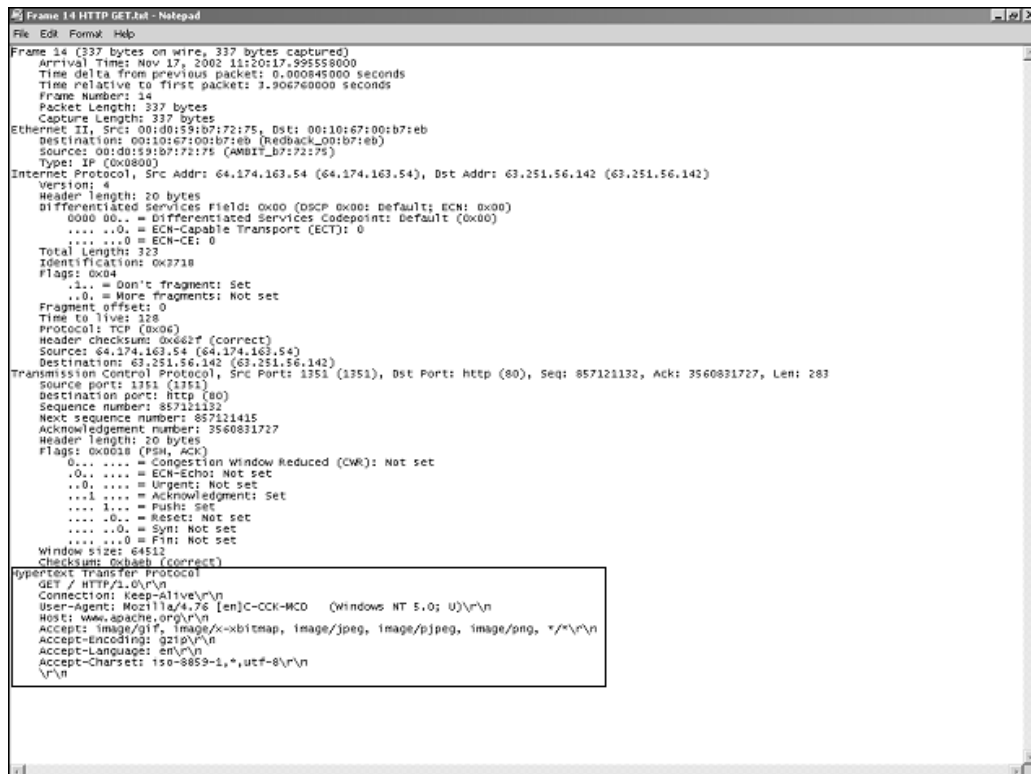 Frame 14 HTTP GET.txt - Notepad
File Edit Format Help
Frame 14 (337 bytes on wire, 337 bytes captured)
Arrival Time: Nov 17, 2002 11:20:17.995558000
Time delta from previous packet: 0.000845000 seconds
Time relative to first packet: 3.906760000 seconds
Frame Number: 14
Packet Length: 337 bytes
Capture Length: 337 bytes
Ethernet II, Src: 00:d0:59:b7:72:75, Dst: 00:10:67:00:b7:eb
Destination: 00:10:67:00:b7:eb (Redback_00:b7:eb)
Source: 00:d0:59:b7:72:75 (AMBIT_b7:72:75)
Type: IP (0x0800)
Internet Protocol, Src Addr: 64.174.163.54 (64.174.163.54), Dst Addr: 63.251.56.142 (63.251.56.142)
Version: 4
Header length: 20 bytes
Differentiated Services Field: 0x00 (DSCP 0x00: Default; ECN: 0x00)
0000 00.. = Differentiated Services Codepoint: Default (0x00)
.... ..0. = ECN-Capable Transport (ECT): 0
.... ...0 = ECN-CE: 0
Total Length: 323
Identification: 0x3718
Flags: 0x04
.1.. = Don't fragment: Set
..0. = More fragments: Not set
Fragment offset: 0
Time to live: 128
Protocol: TCP (0x06)
Header checksum: 0x662f (correct)
Source: 64.174.163.54 (64.174.163.54)
Destination: 63.251.56.142 (63.251.56.142)
Transmission Control Protocol, Src Port: 1351 (1351), Dst Port: http (80), Seq: 857121132, Ack: 3560831727, Len: 283
Source port: 1351 (1351)
Destination port: http (80)
Sequence number: 857121132
Next sequence number: 857121415
Acknowledgement number: 3560831727
Header length: 20 bytes
Flags: 0x0018 (PSH, ACK)
0... .... = Congestion Window Reduced (CWR): Not set
.0.. .... = ECN-Echo: Not set
..0. .... = Urgent: Not set
...1 .... = Acknowledgment: Set
.... 1... = Push: Set
.... .0.. = Reset: Not set
.... ..0. = Syn: Not set
.... ...0 = Fin: Not set
Window size: 64512
Checksum: 0xbaeb (correct)
Hypertext Transfer Protocol
GET / HTTP/1.0\r\n
Connection: Keep-Alive\r\n
User-Agent: Mozilla/4.76 [en]C-CCK-MCD (Windows NT 5.0; U)\r\n
Host: www.apache.org\r\n
Accept: image/gif, image/x-xbitmap, image/jpeg, image/pjpeg, image/png, */*\r\n
Accept-Encoding: gzip\r\n
Accept-Language: en\r\n
Accept-Charset: iso-8859-1,*,utf-8\r\n
\r\n